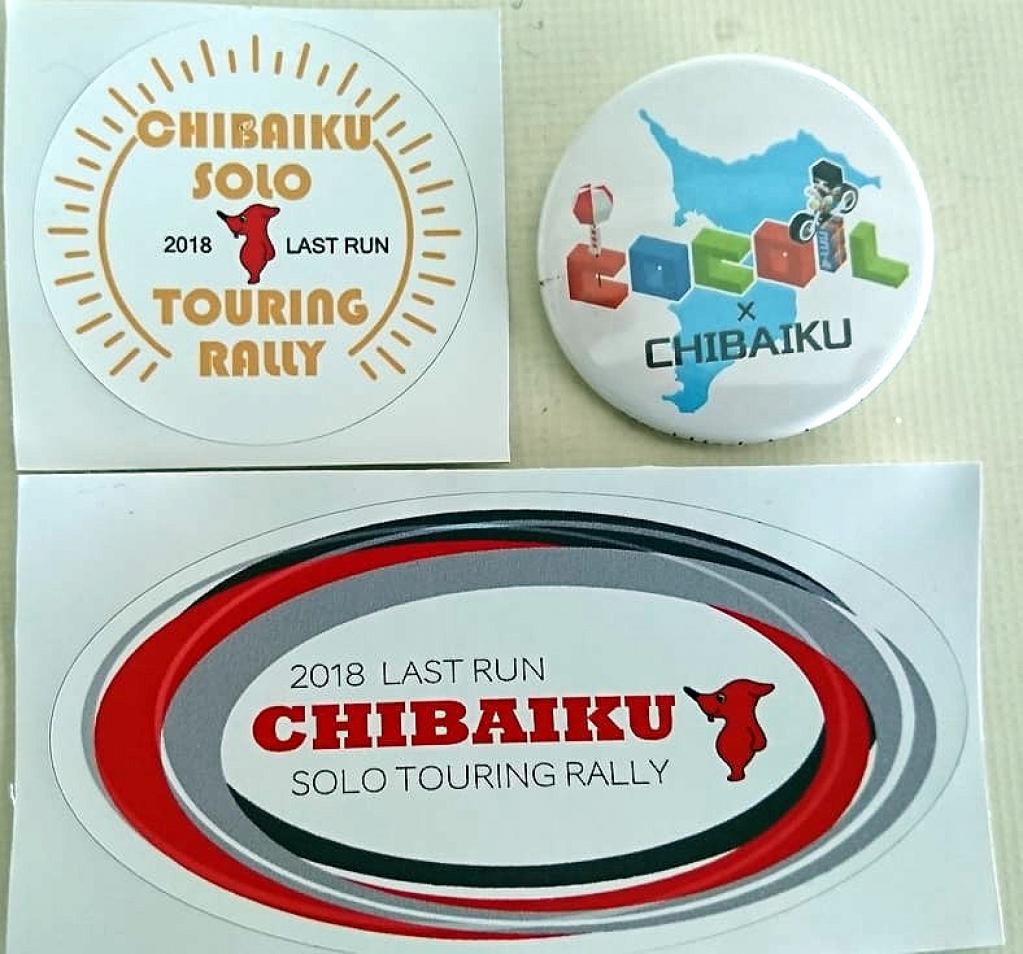 CHIBAIKU
SOLO
2018 LAST RUN
TOURING
RALLY
COCOIL
×
CHIBAIKU
2018 LAST RUN
CHIBAIKU
SOLO TOURING RALLY